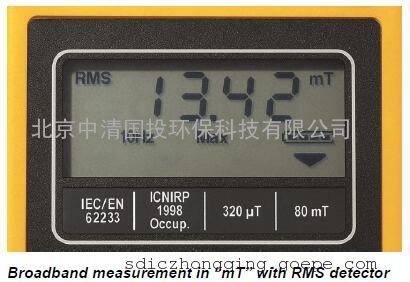 RMS
13.42 mT
北京中清国投环保科技有限公司
10Hz Max
IEC/EN
62233
ICNIRP
1998
Occup.
320 µT
80 mT
sdiczhongqing.goepe.com
Broadband measurement in “mT” with RMS detector